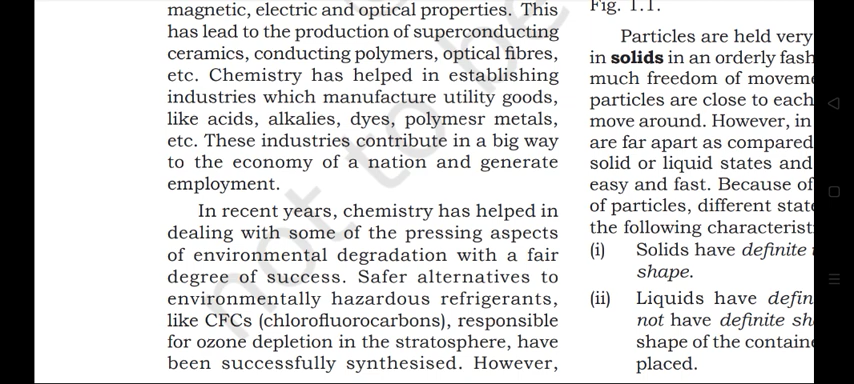 magnetic, electric and optical properties. This
has lead to the production of superconducting
ceramics, conducting polymers, optical fibres,
etc. Chemistry has helped in establishing
industries which manufacture utility goods,
like acids, alkalies, dyes, polymesr metals,
etc. These industries contribute in a big way
to the economy of a nation and generate
employment.
In recent years, chemistry has helped in
dealing with some of the pressing aspects
of environmental degradation with a fair
degree of success. Safer alternatives to
environmentally hazardous refrigerants,
like CFCs (chlorofluorocarbons), responsible
for ozone depletion in the stratosphere, have
been successfully synthesised. However,
Fig. 1.1.
Particles are held very
in solids in an orderly fash
much freedom of movem
particles are close to each
move around. However, in
are far apart as compared
solid or liquid states and
easy and fast. Because of
of particles, different stat
the following characterist
(i) Solids have definite
shape.
(ii) Liquids have defin
not have definite sh
shape of the contain
placed.
not to be